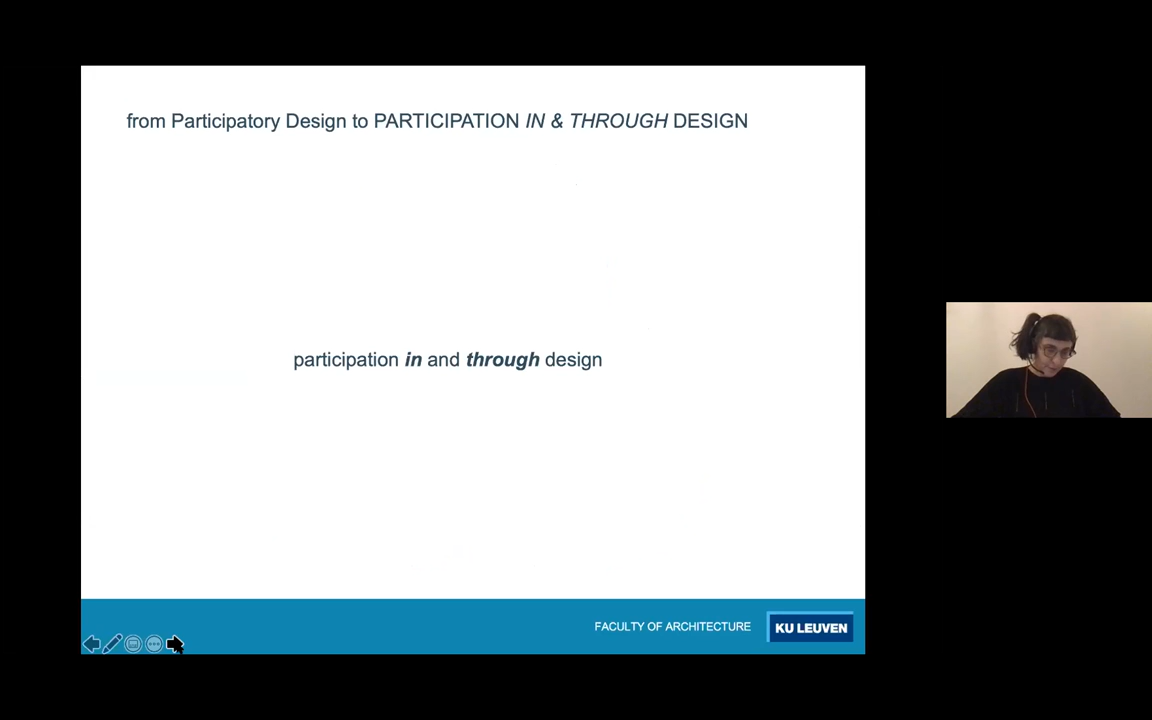 from Participatory Design to PARTICIPATION IN & THROUGH DESIGN
participation in and through design
FACULTY OF ARCHITECTURE
KU LEUVEN